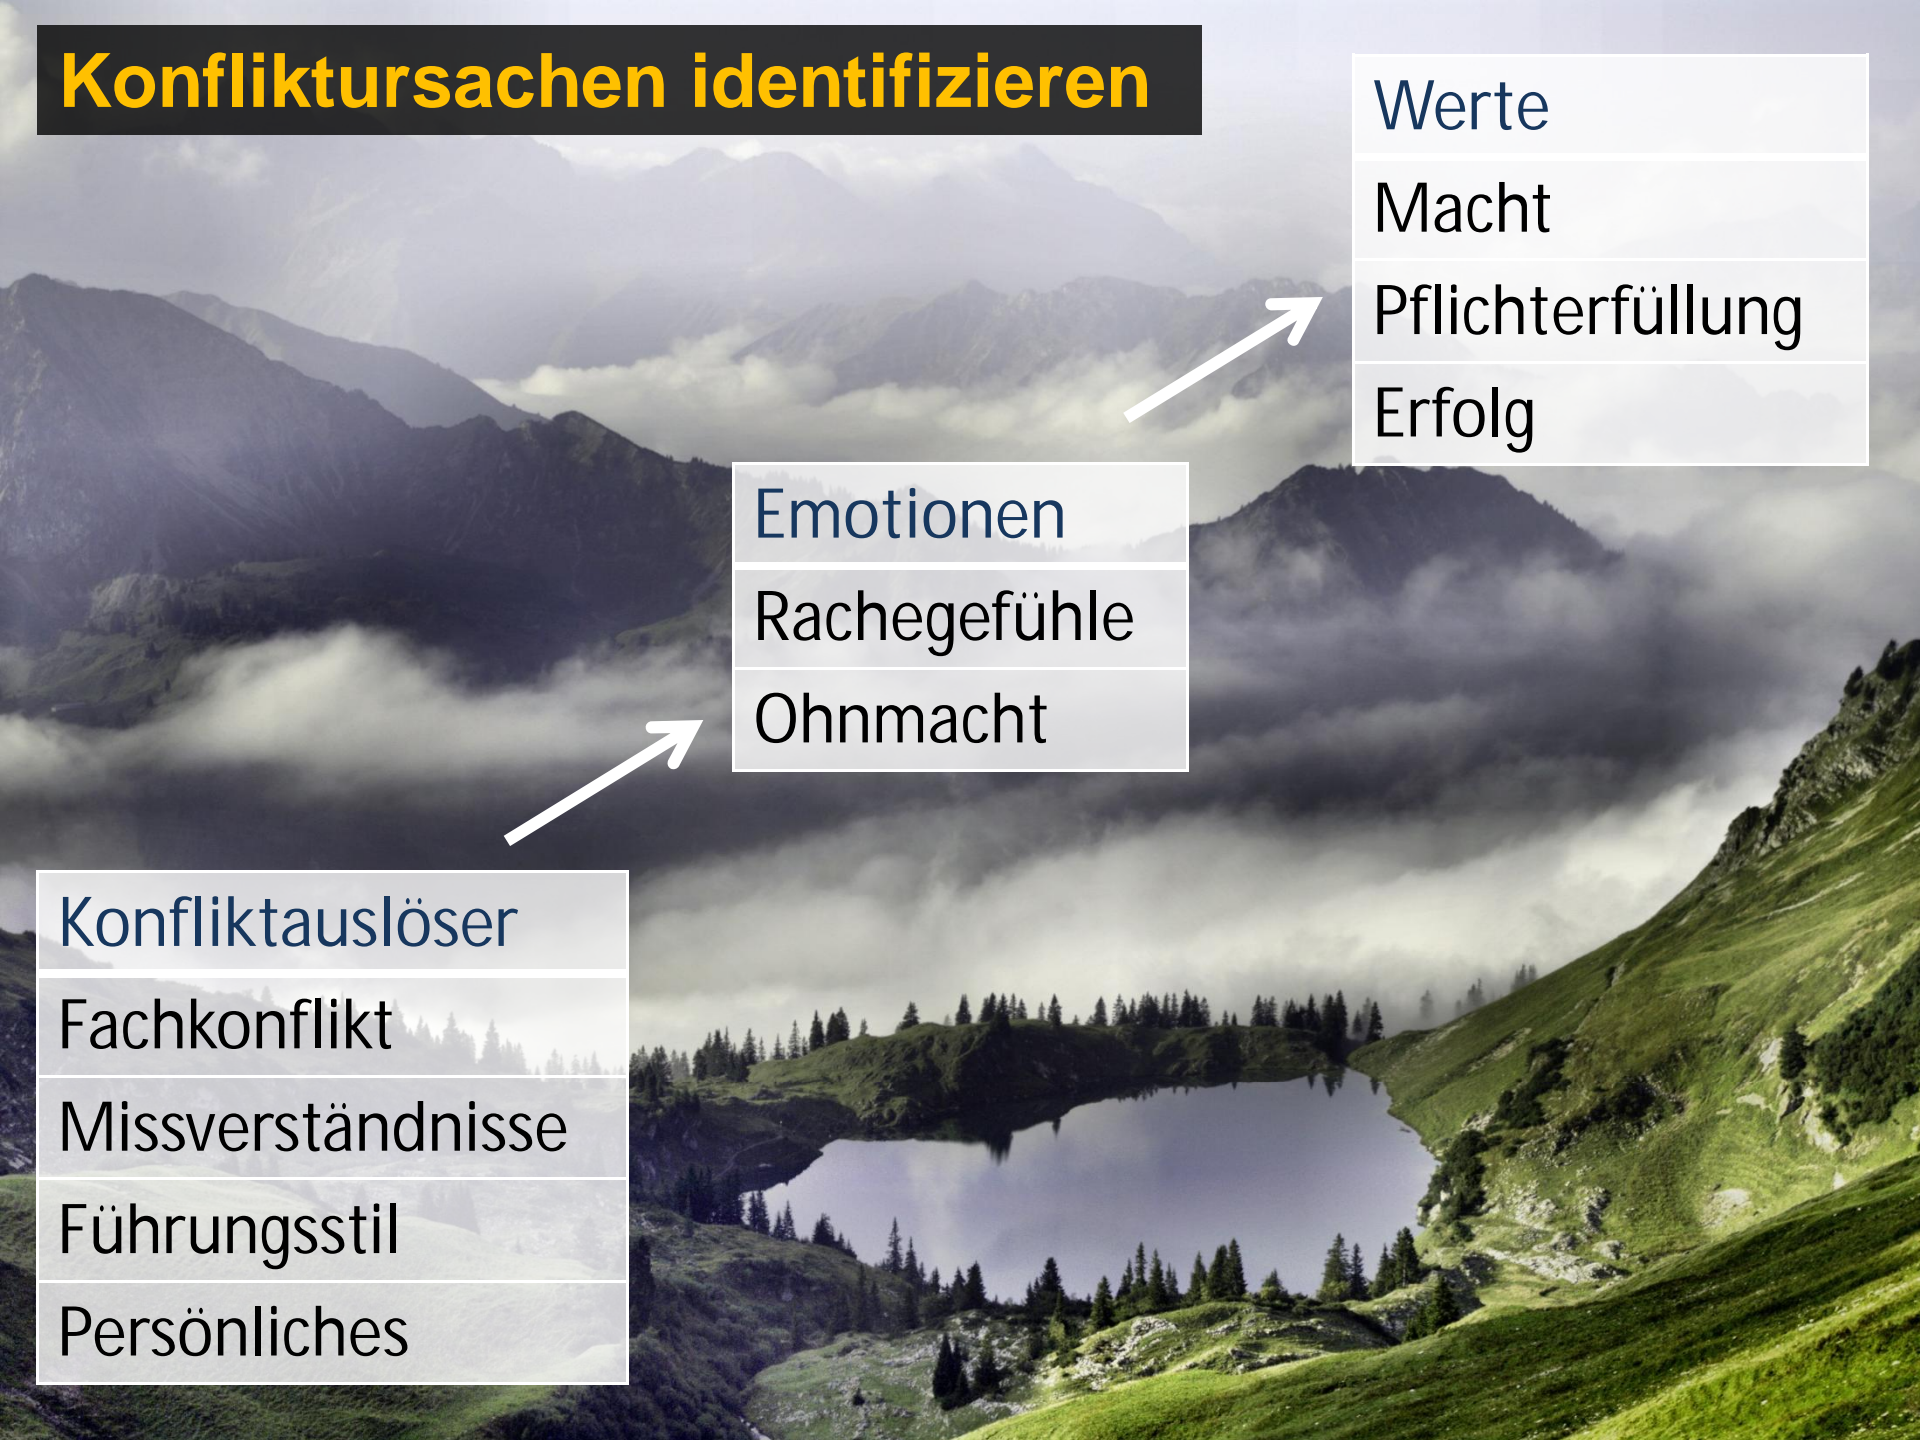 Konfliktursachen identifizieren
Werte
Macht
Pflichterfüllung
Erfolg
Emotionen
Rachegefühle
Ohnmacht
Konfliktauslöser
Fachkonflikt
Missverständnisse
Führungsstil
Persönliches